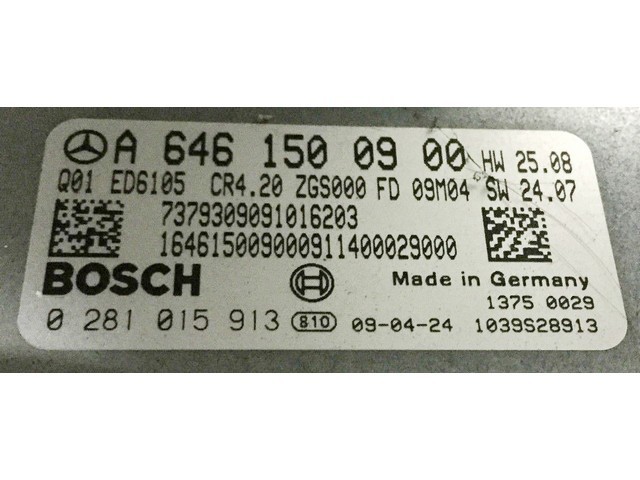 A 646 150 09 00 HW 25.08
Q01 ED6105 CR4.20 ZGS000 FD 09M04 SW 24.07
7379309091016203
164615009000911400029000
BOSCH Made in Germany
1375 0029
0 281 015 913 810 09-04-24 1039S28913